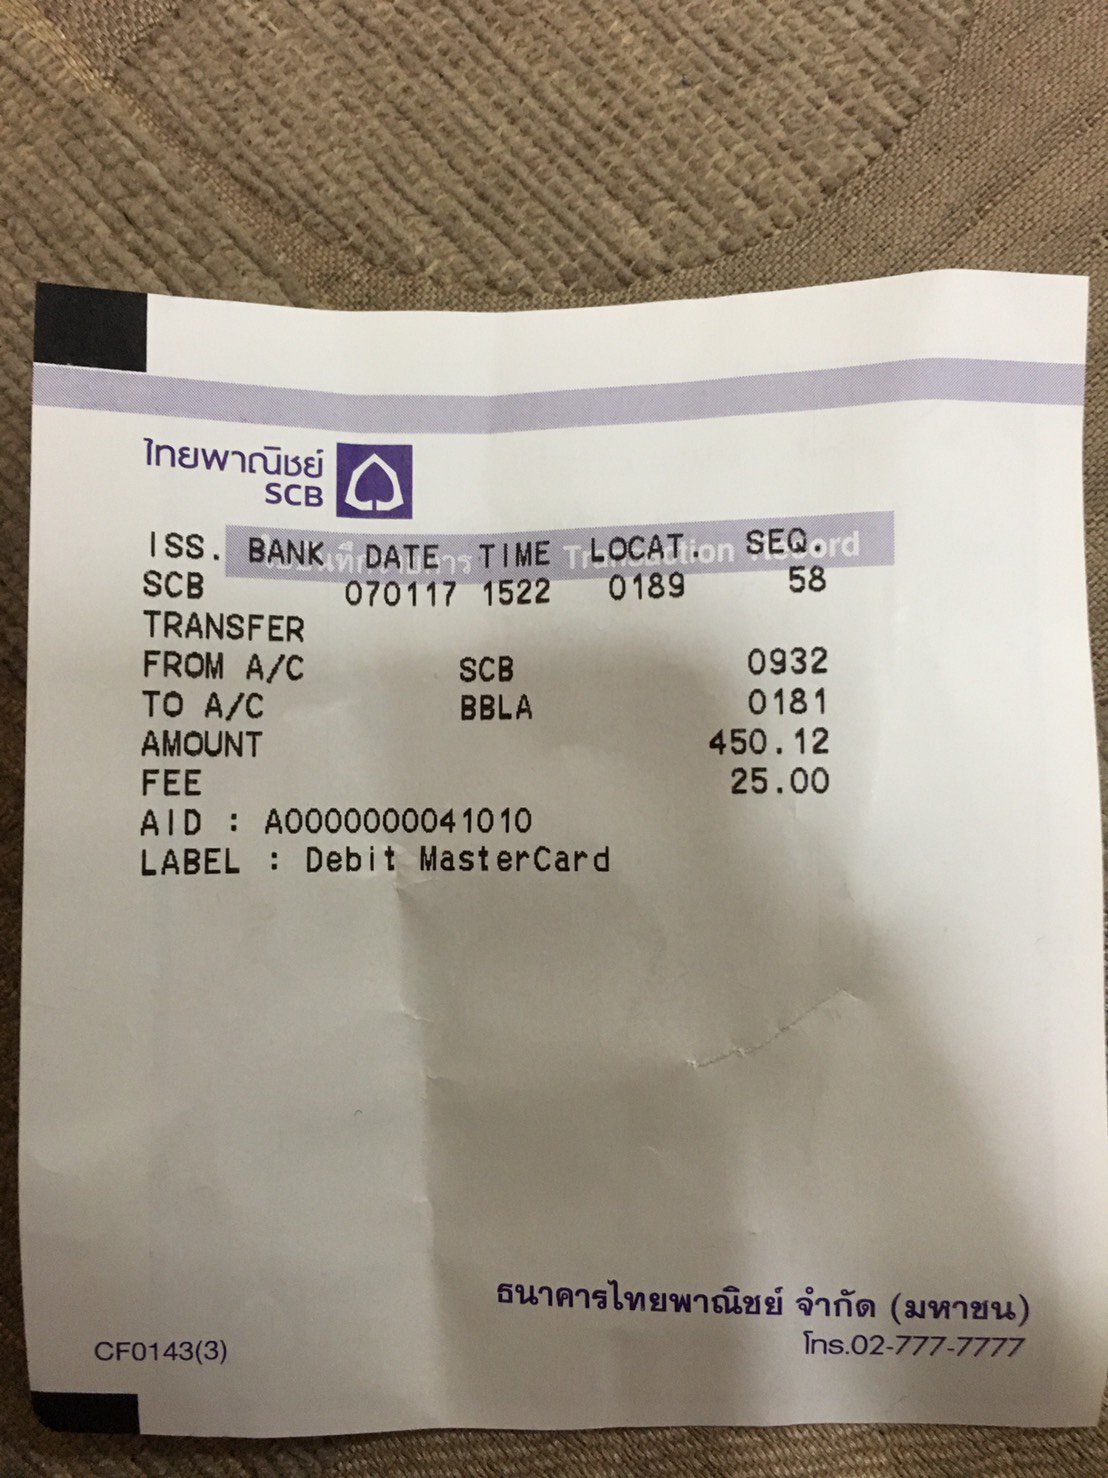 ไทยพาณิชย์
SCB
ใบบันทึกรายการ Transaction Record
ISS. BANK DATE TIME LOCAT. SEQ.
SCB 070117 1522 0189 58
TRANSFER
FROM A/C SCB 0932
TO A/C BBLA 0181
AMOUNT 450.12
FEE 25.00
AID : A0000000041010
LABEL : Debit MasterCard
ธนาคารไทยพาณิชย์ จำกัด (มหาชน)
โทร.02-777-7777
CF0143(3)